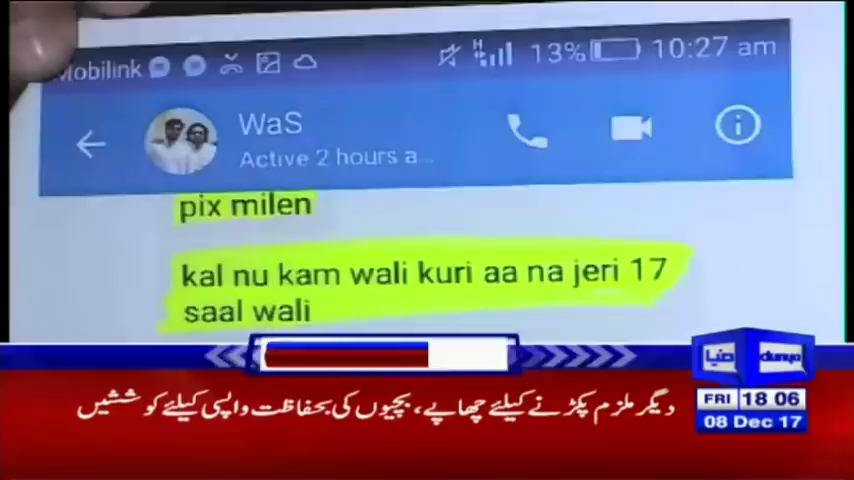 Mobilink
13%
10:27 am
WaS
Active 2 hours a...
pix milen
kal nu kam wali kuri aa na jeri 17
saal wali
دنیا dunya
دیگر ملزم پکڑنے کیلئے چھاپے، بچیوں کی بحفاظت واپسی کیلئے کوششیں
FRI 18 06
08 Dec 17